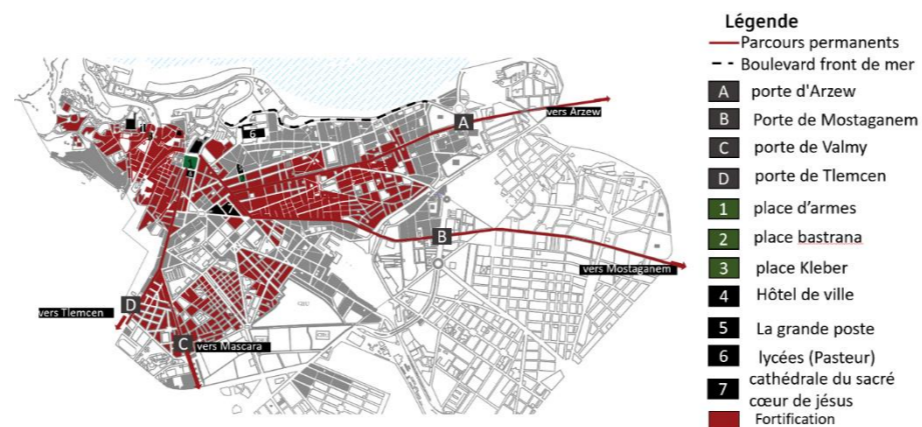 Légende
Parcours permanents
Boulevard front de mer
A porte d'Arzew
B Porte de Mostaganem
C porte de Valmy
D porte de Tlemcen
1 place d’armes
2 place bastrana
3 place Kleber
4 Hôtel de ville
5 La grande poste
6 lycées (Pasteur)
7 cathédrale du sacré
cœur de jésus
Fortification
A
vers Arzew
6
1
B
vers Mostaganem
D
vers Tlemcen
C
vers Mascara